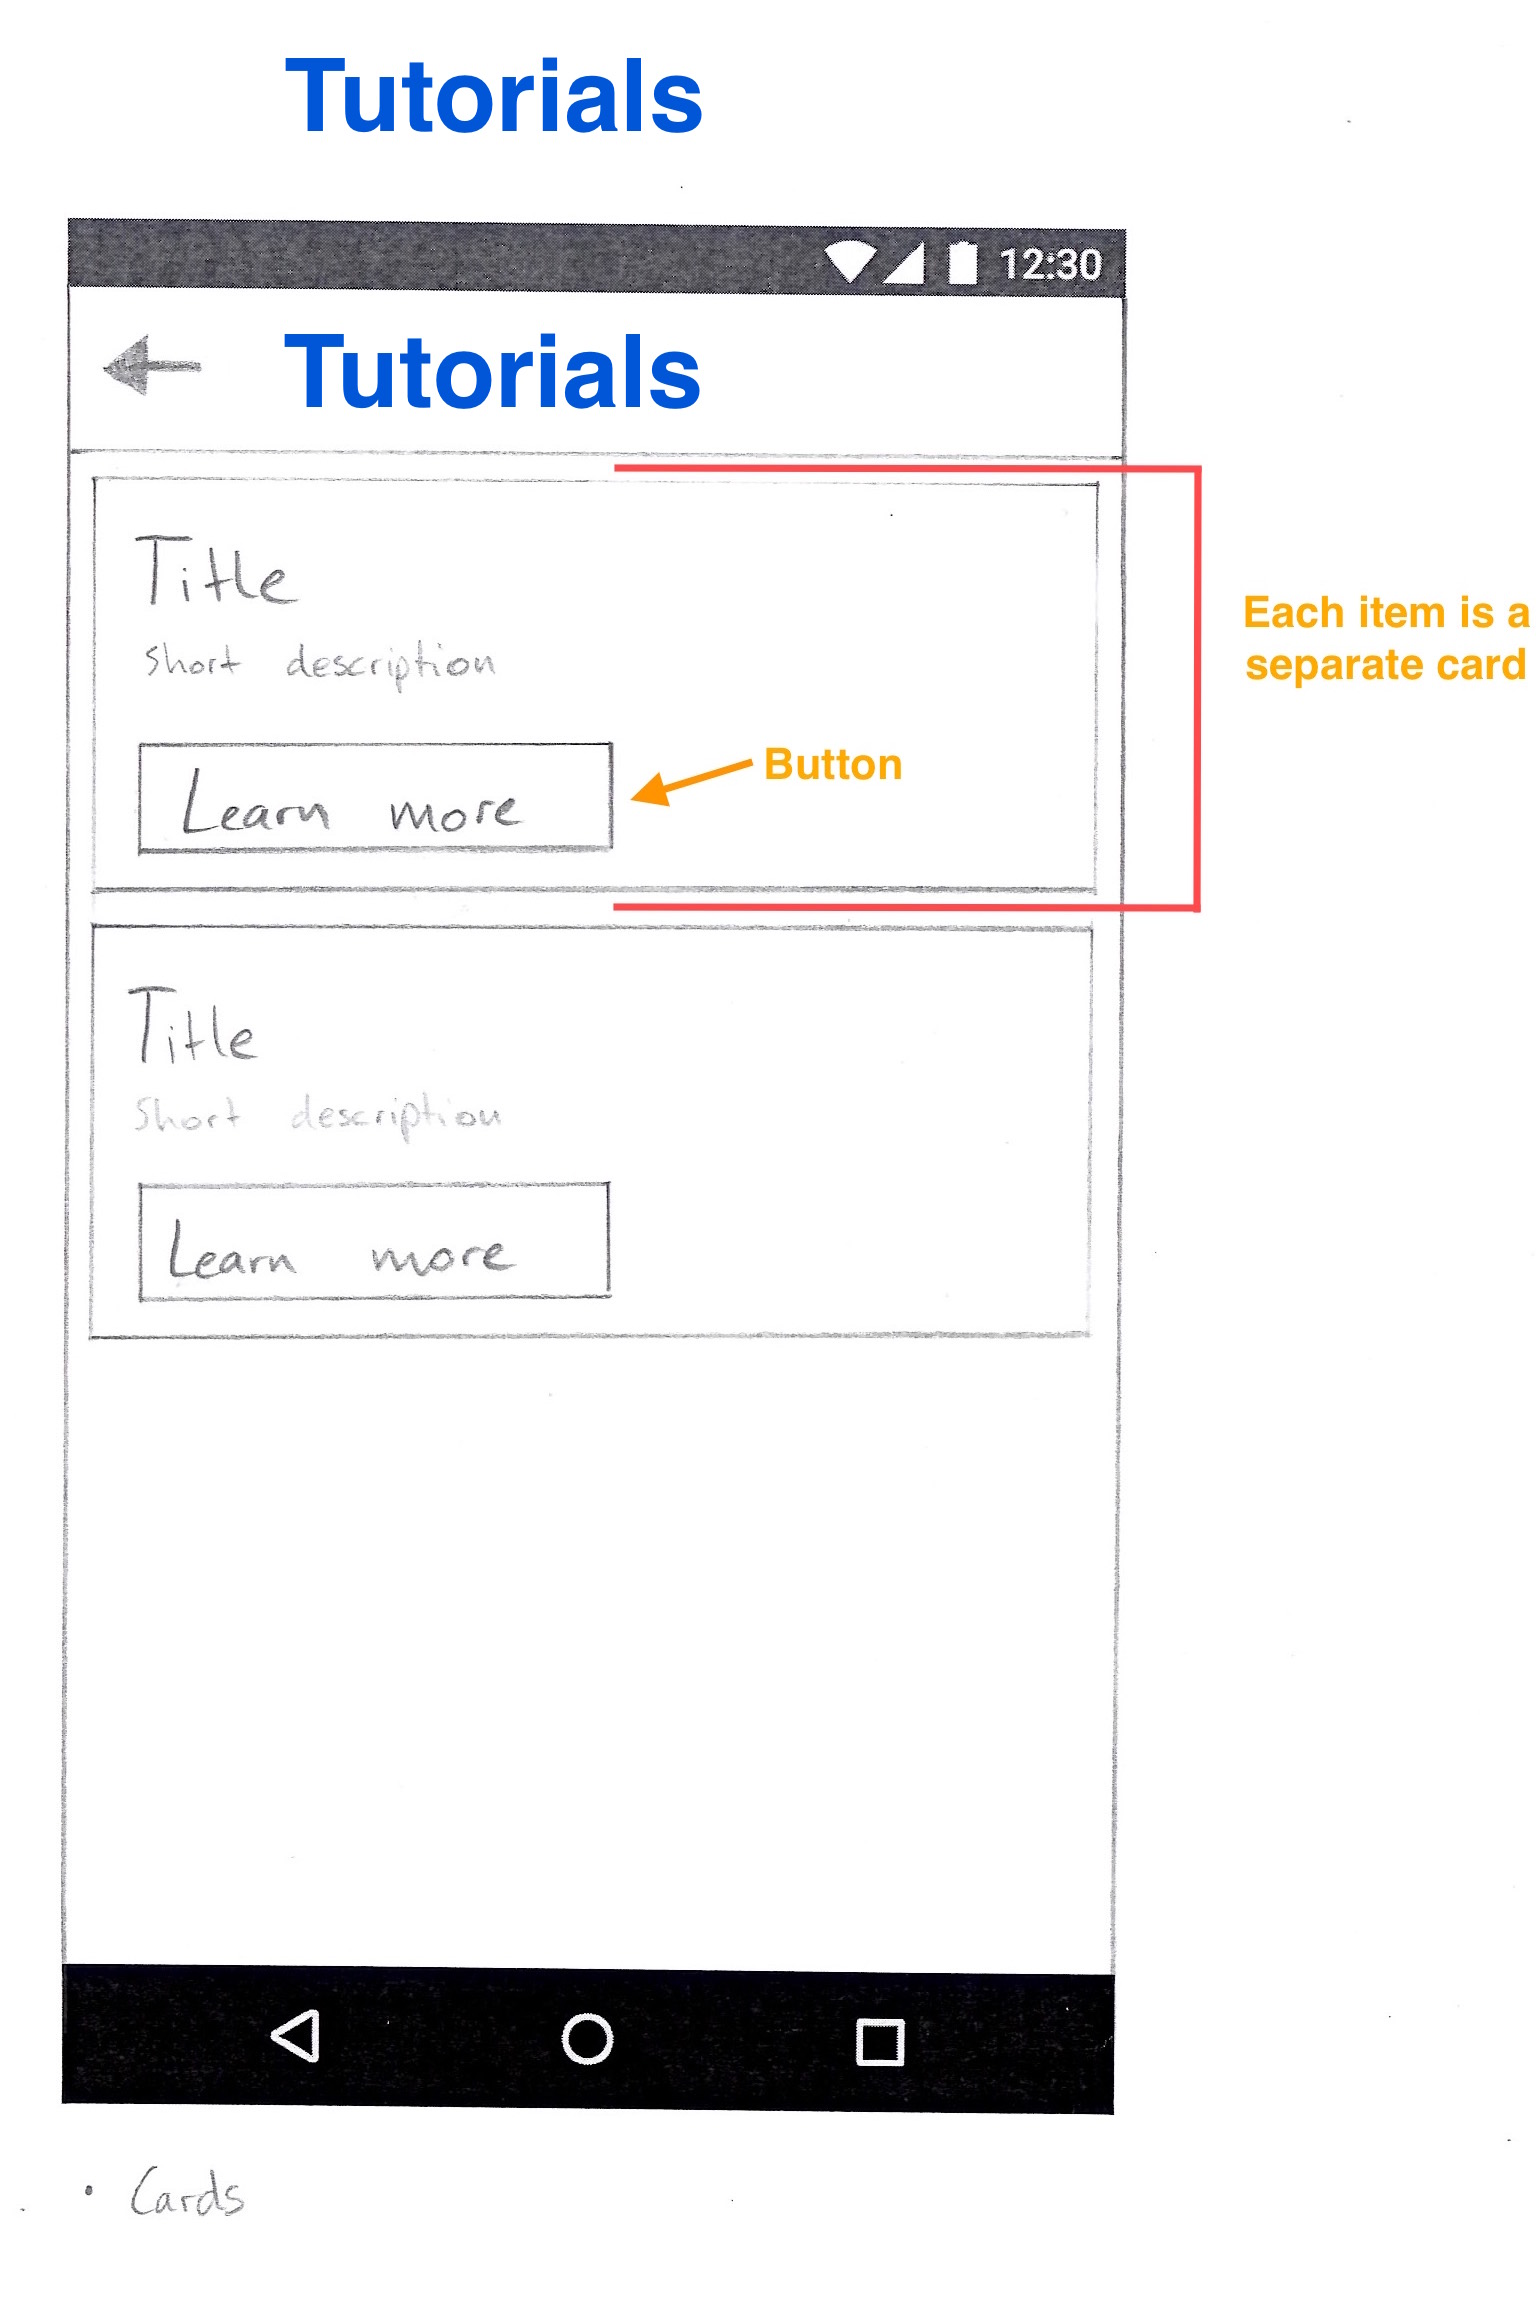 Tutorials
12:30
Tutorials
Title
Short description
Learn more
Button
Each item is a
separate card
Title
Short description
Learn more
• Cards